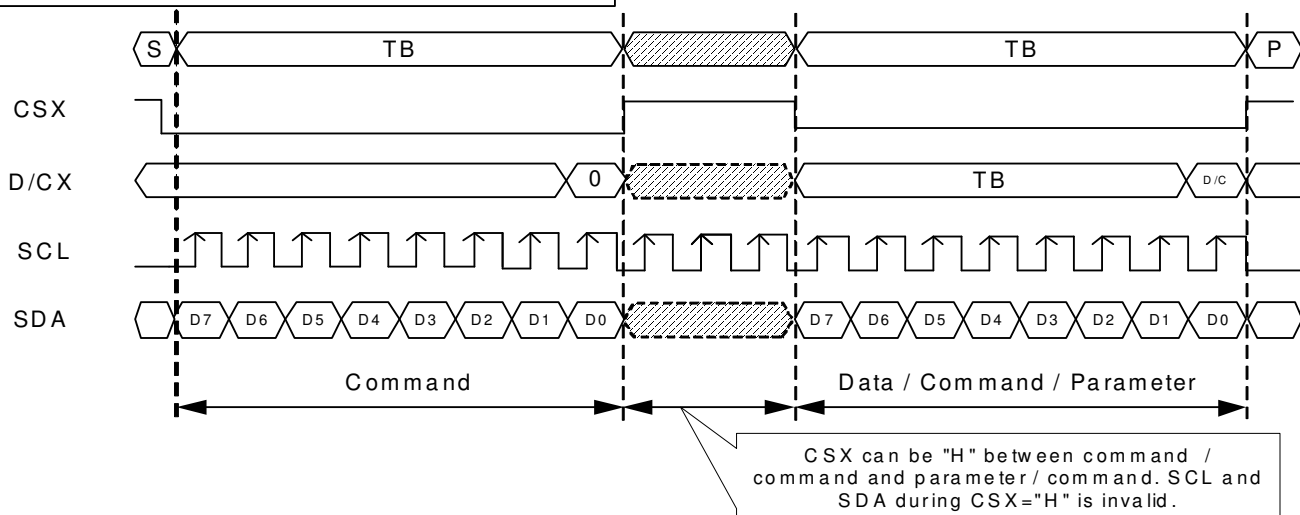 S TB TB P
CSX
D/CX 0 TB D/C
SCL
SDA D7 D6 D5 D4 D3 D2 D1 D0 D7 D6 D5 D4 D3 D2 D1 D0
Command Data / Command / Parameter
CSX can be "H" between command /
command and parameter / command. SCL and
SDA during CSX="H" is invalid.